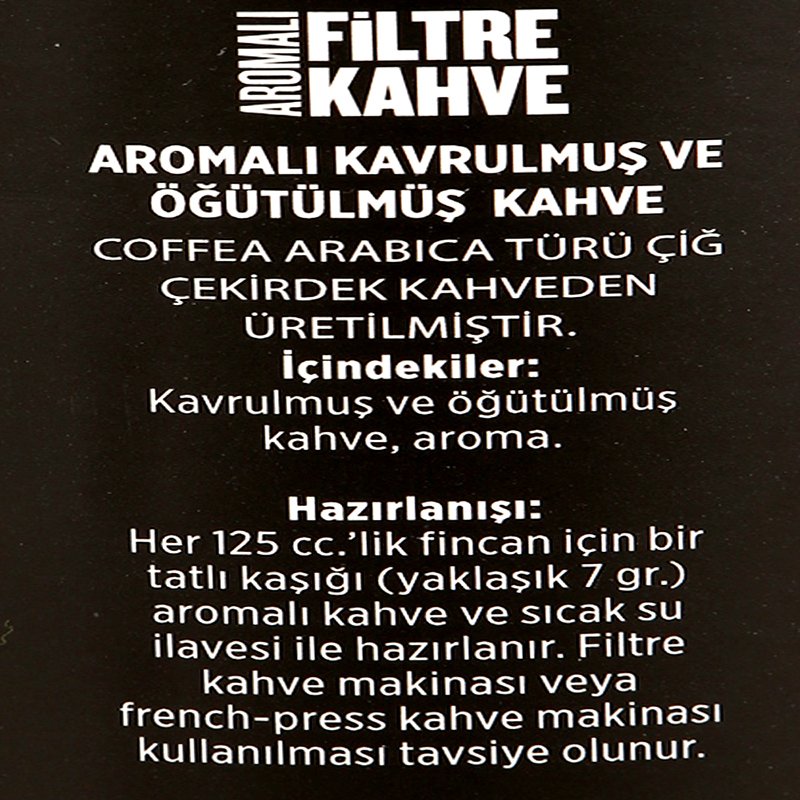 AROMALI
FİLTRE
KAHVE
AROMALI KAVRULMUŞ VE
ÖĞÜTÜLMÜŞ KAHVE
COFFEA ARABICA TÜRÜ ÇİĞ
ÇEKİRDEK KAHVEDEN
ÜRETİLMİŞTİR.
İçindekiler:
Kavrulmuş ve öğütülmüş
kahve, aroma.
Hazırlanışı:
Her 125 cc.'lik fincan için bir
tatlı kaşığı (yaklaşık 7 gr.)
aromalı kahve ve sıcak su
ilavesi ile hazırlanır. Filtre
kahve makinası veya
french-press kahve makinası
kullanılması tavsiye olunur.